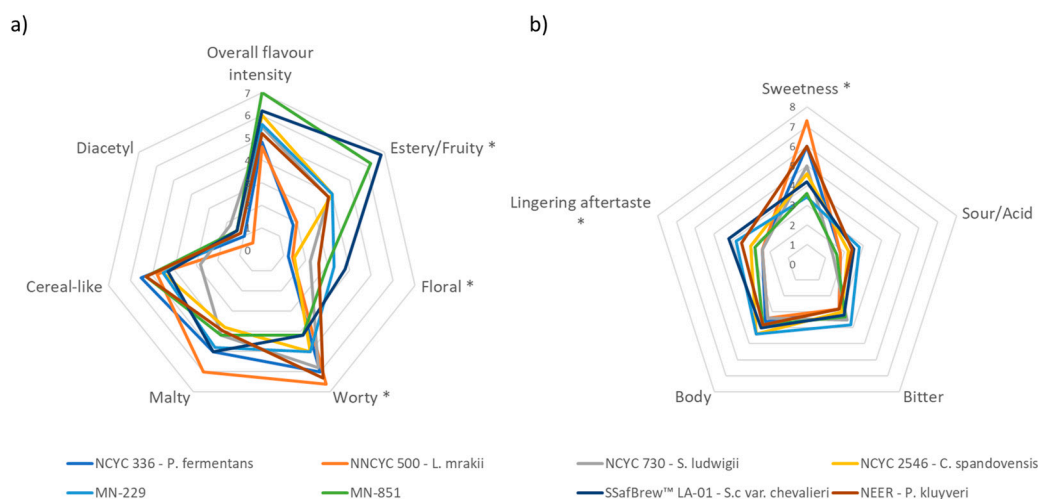 a)
Overall flavour
intensity
7
6
5
4
3
2
1
0
Estery/Fruity *
Floral *
Worty *
Malty
Cereal-like
Diacetyl
b)
Sweetness *
8
7
6
5
4
3
2
1
0
Sour/Acid
Bitter
Body
Lingering aftertaste
*
NCYC 336 - P. fermentans
NNCYC 500 - L. mrakii
NCYC 730 - S. ludwigii
NCYC 2546 - C. spandovensis
MN-229
MN-851
SSafBrew™ LA-01 - S.c var. chevalieri
NEER - P. kluyveri